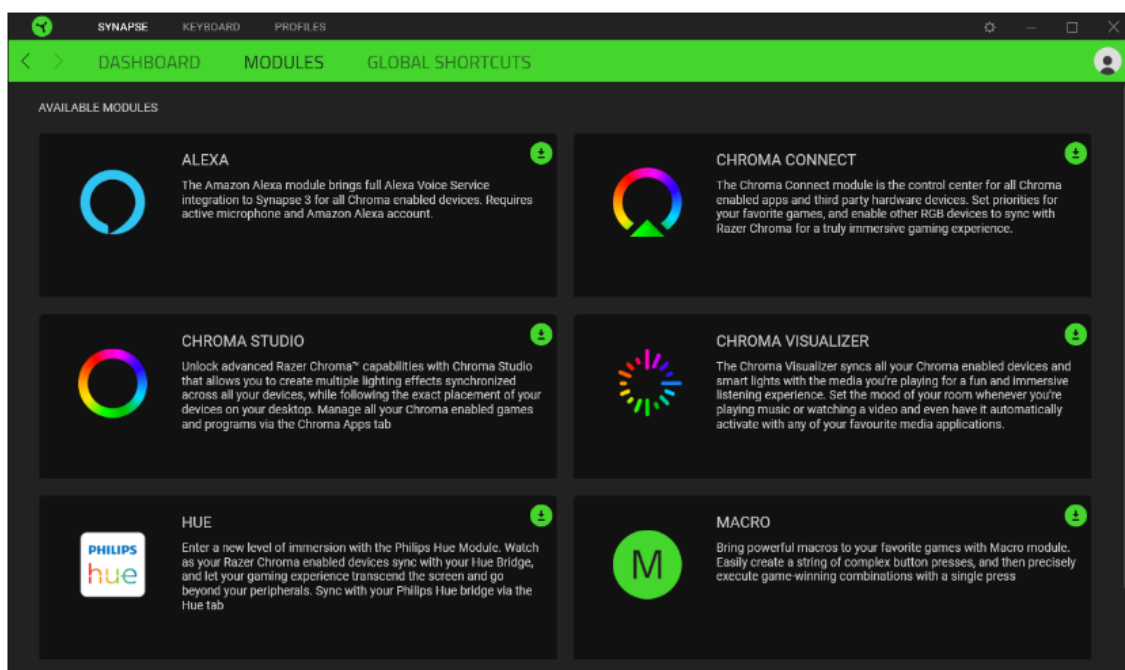 SYNAPSE KEYBOARD PROFILES
DASHBOARD MODULES GLOBAL SHORTCUTS
AVAILABLE MODULES
ALEXA
The Amazon Alexa module brings full Alexa Voice Service
integration to Synapse 3 for all Chroma enabled devices. Requires
active microphone and Amazon Alexa account.
CHROMA CONNECT
The Chroma Connect module is the control center for all Chroma
enabled apps and third party hardware devices. Set priorities for
your favorite games, and enable other RGB devices to sync with
Razer Chroma for a truly immersive gaming experience.
CHROMA STUDIO
Unlock advanced Razer Chroma™ capabilities with Chroma Studio
that allows you to create multiple lighting effects synchronized
across all your devices, while following the exact placement of your
devices on your desktop. Manage all your Chroma enabled games
and programs via the Chroma Apps tab
CHROMA VISUALIZER
The Chroma Visualizer syncs all your Chroma enabled devices and
smart lights with the media you're playing for a fun and immersive
listening experience. Set the mood of your room whenever you're
playing music or watching a video and even have it automatically
activate with any of your favourite media applications.
PHILIPS
hue
HUE
Enter a new level of immersion with the Philips Hue Module. Watch
as your Razer Chroma enabled devices sync with your Hue Bridge,
and let your gaming experience transcend the screen and go
beyond your peripherals. Sync with your Philips Hue bridge via the
Hue tab
M
MACRO
Bring powerful macros to your favorite games with Macro module.
Easily create a string of complex button presses, and then precisely
execute game-winning combinations with a single press